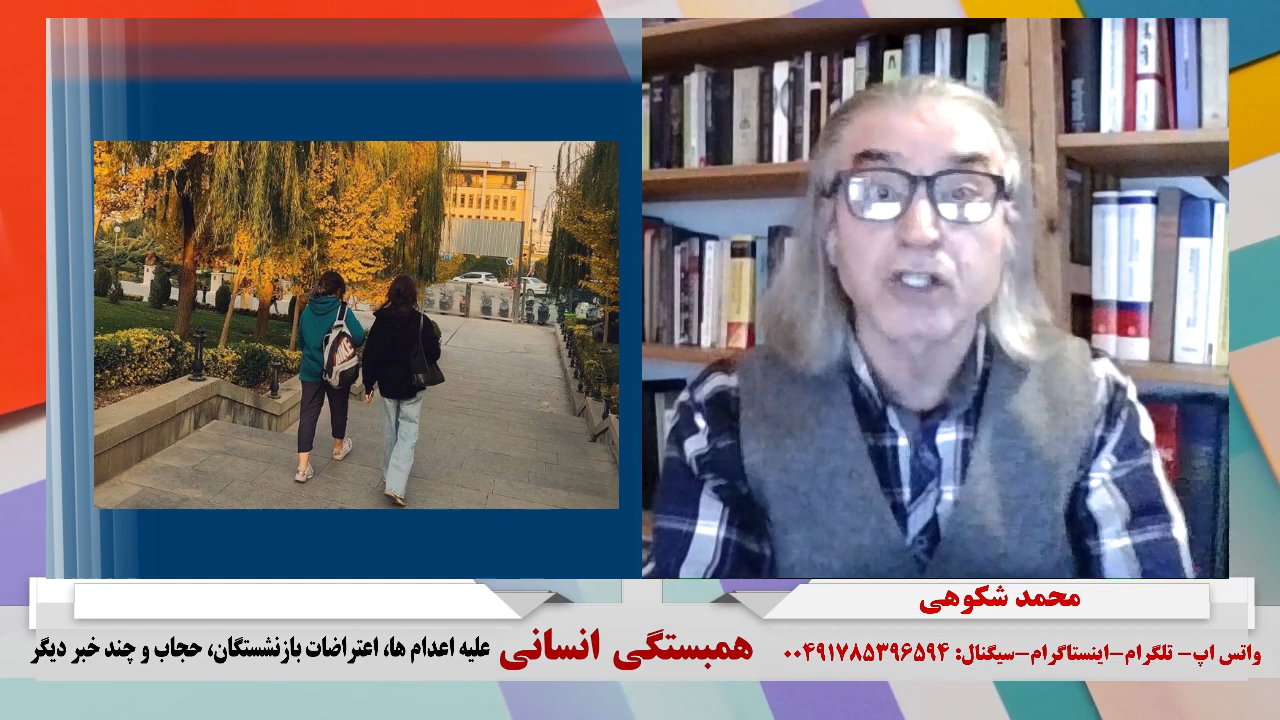 محمد شکوهی
واتس اپ- تلگرام-اینستاگرام-سیگنال: ۰۰۴۹۱۷۸۵۳۹۶۵۹۴
همبستگی انسانی علیه اعدام ها، اعتراضات بازنشستگان، حجاب و چند خبر دیگر